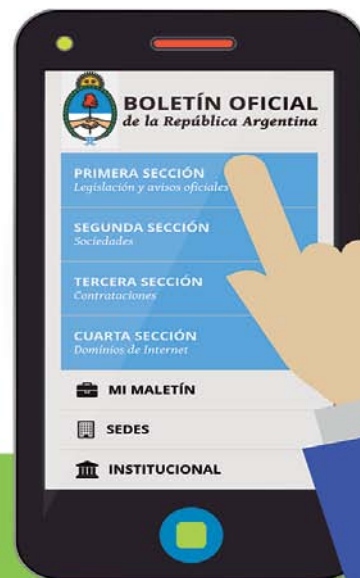 BOLETÍN OFICIAL
de la República Argentina
PRIMERA SECCIÓN
Legislación y avisos oficiales
SEGUNDA SECCIÓN
Sociedades
TERCERA SECCIÓN
Contrataciones
CUARTA SECCIÓN
Dominios de Internet
MI MALETÍN
SEDES
INSTITUCIONAL